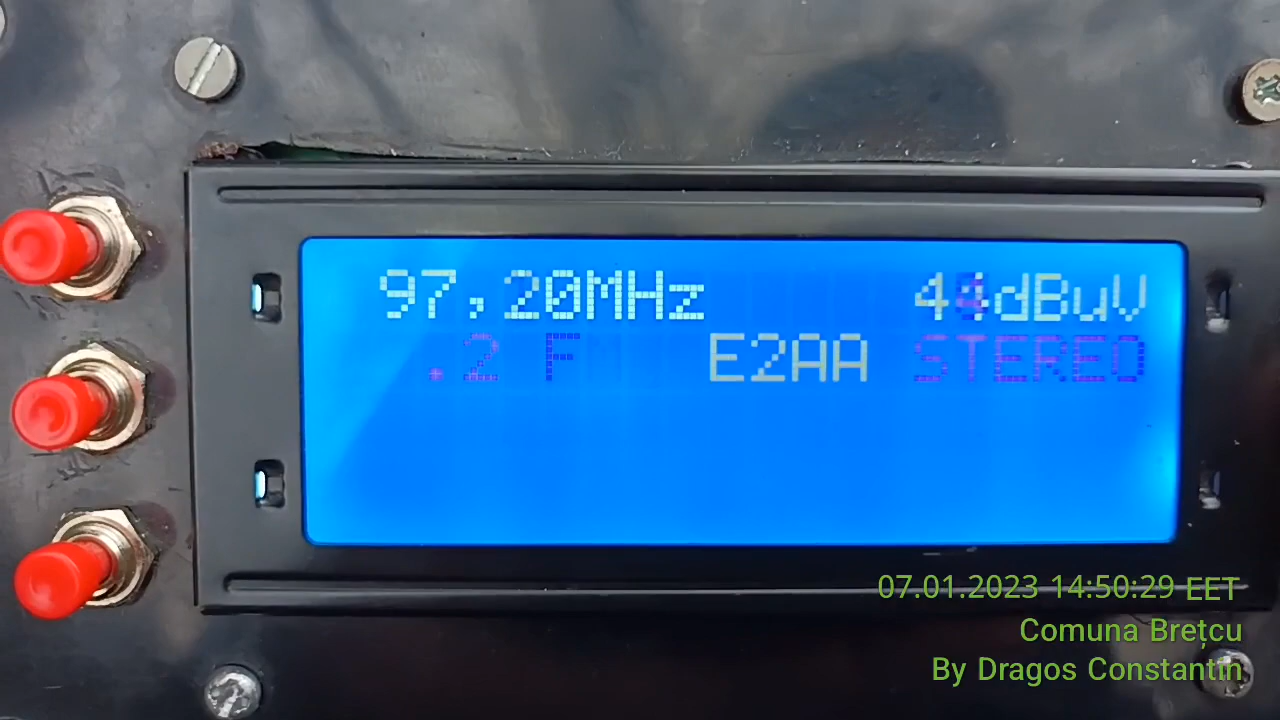 97,20MHz 44dBuV
.2 F E2AA STEREO
07.01.2023 14:50:29 EET
Comuna Brețcu
By Dragos Constantin